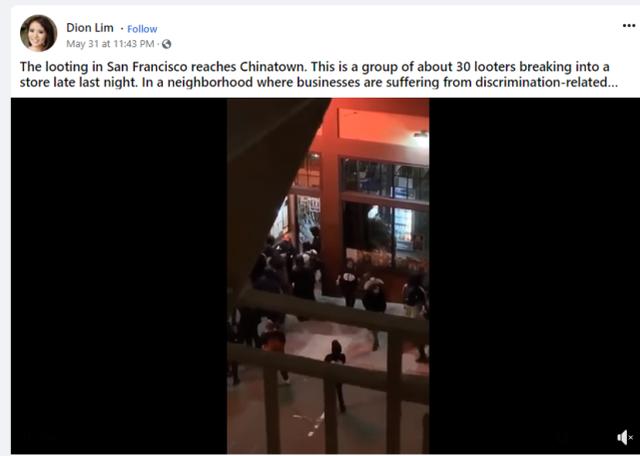 Dion Lim · Follow
May 31 at 11:43 PM ·
The looting in San Francisco reaches Chinatown. This is a group of about 30 looters breaking into a
store late last night. In a neighborhood where businesses are suffering from discrimination-related...